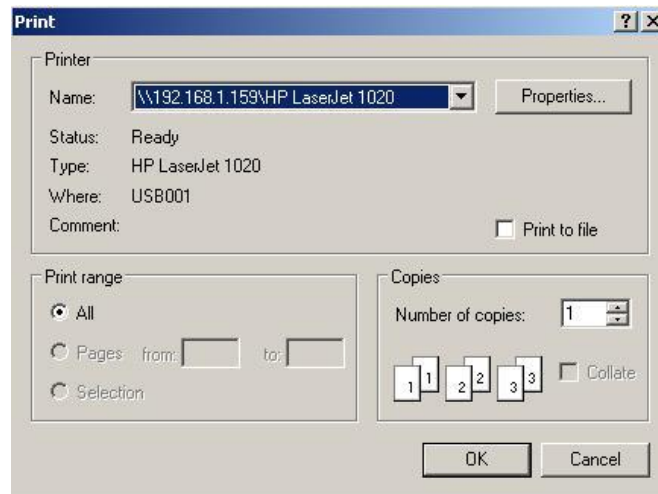 Print
Printer
Name: \\192.168.1.159\HP LaserJet 1020 Properties...
Status: Ready
Type: HP LaserJet 1020
Where: USB001
Comment: Print to file
Print range
All
Pages from: to:
Selection
Copies
Number of copies: 1
1 1 2 2 3 3 Collate
OK Cancel